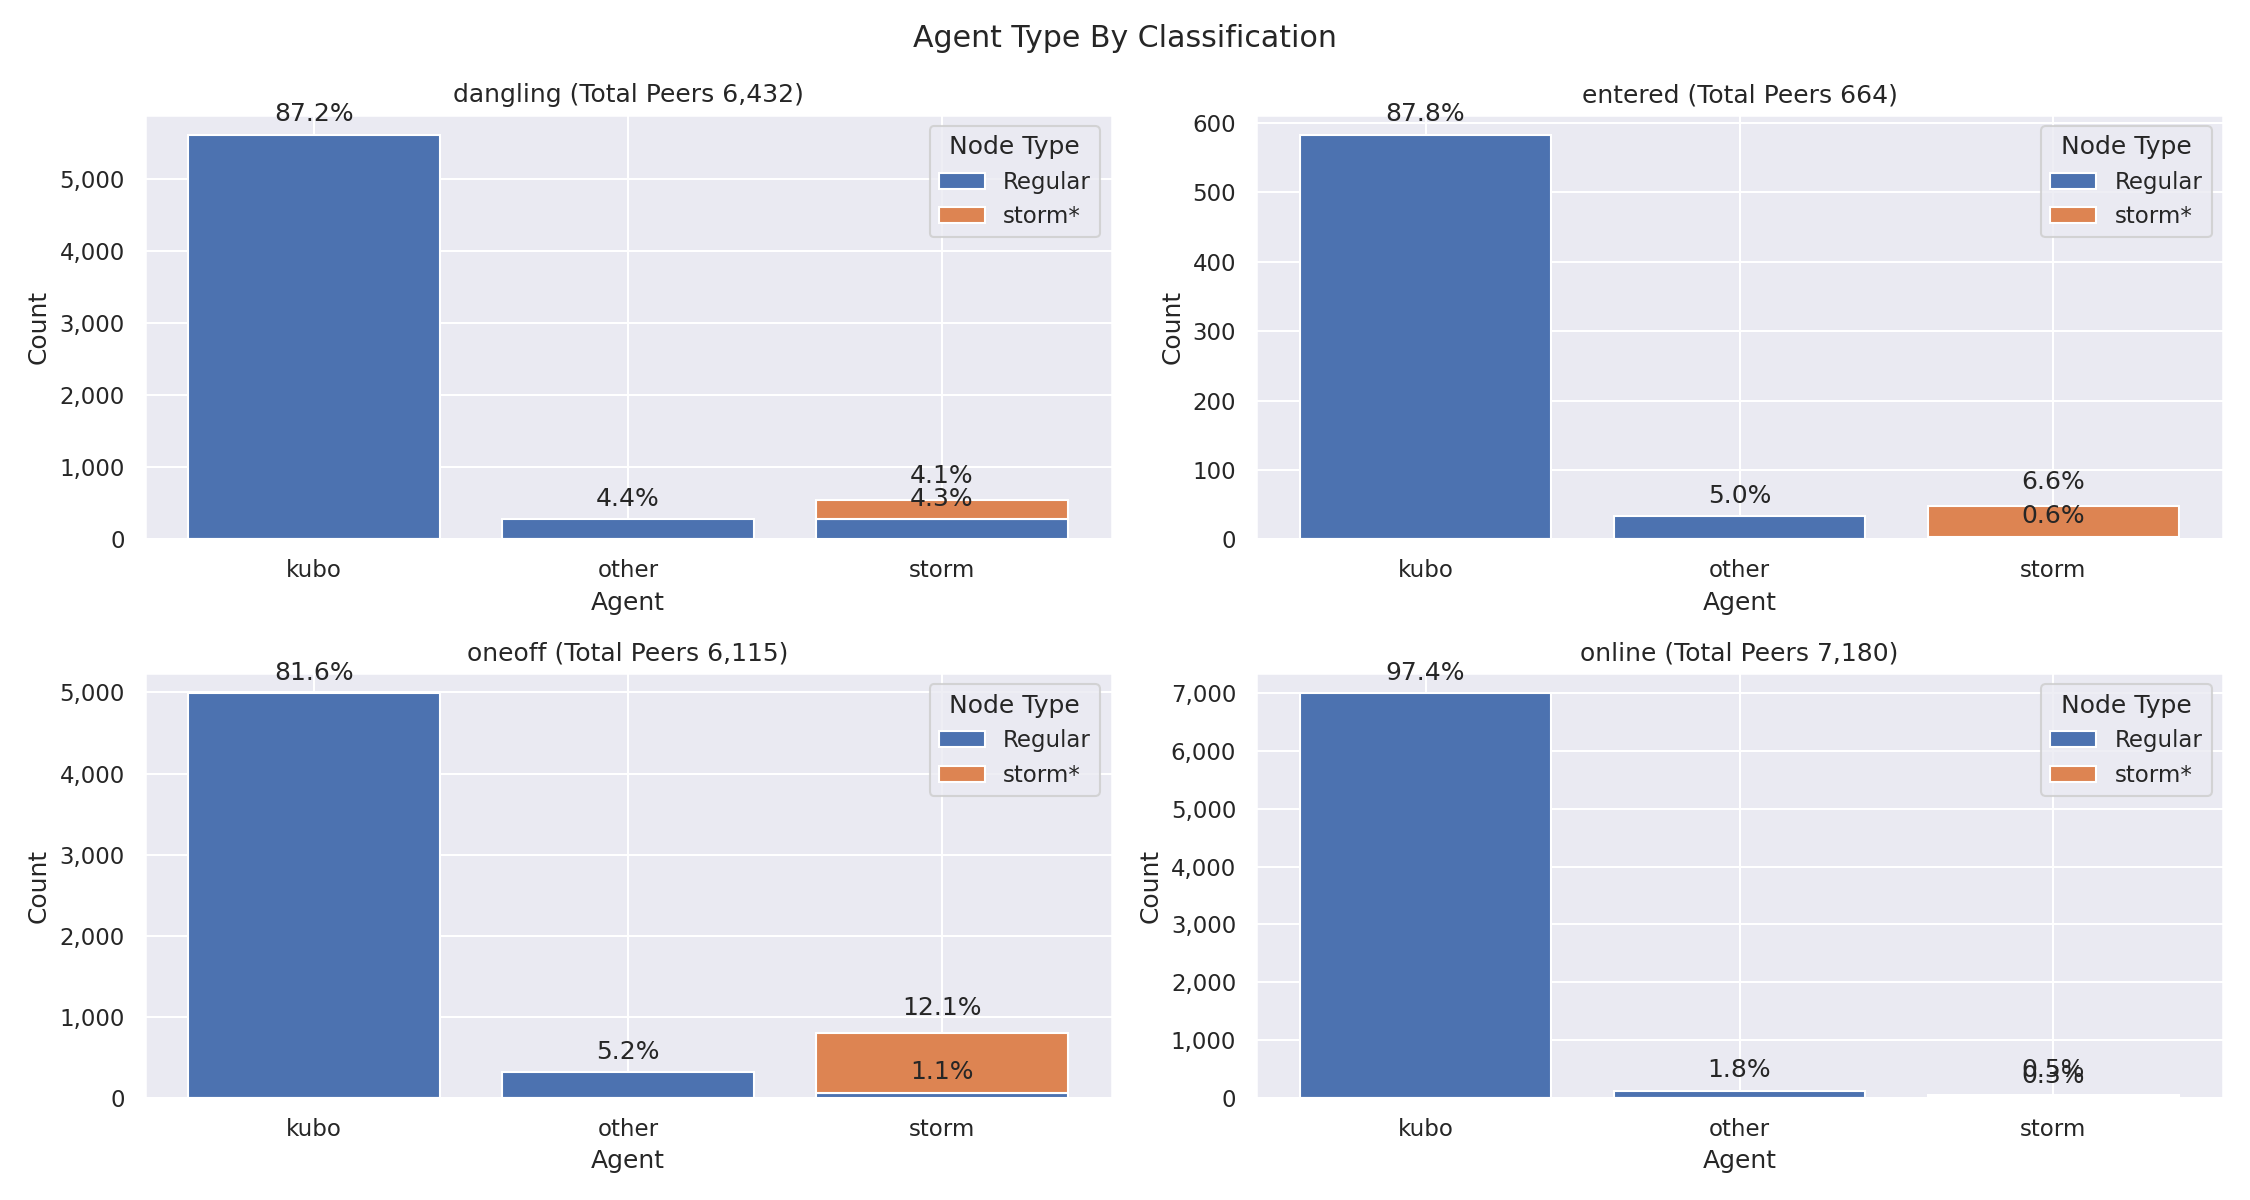 Agent Type By Classification
dangling (Total Peers 6,432)
87.2%
Node Type
Regular
storm*
5,000
4,000
3,000
2,000
1,000
0
Count
4.4%
4.1%
4.3%
kubo
other
storm
Agent
entered (Total Peers 664)
87.8%
Node Type
Regular
storm*
600
500
400
300
200
100
0
Count
5.0%
6.6%
0.6%
kubo
other
storm
Agent
oneoff (Total Peers 6,115)
81.6%
Node Type
Regular
storm*
5,000
4,000
3,000
2,000
1,000
0
Count
5.2%
12.1%
1.1%
kubo
other
storm
Agent
online (Total Peers 7,180)
97.4%
Node Type
Regular
storm*
7,000
6,000
5,000
4,000
3,000
2,000
1,000
0
Count
1.8%
0.5%
0.3%
kubo
other
storm
Agent